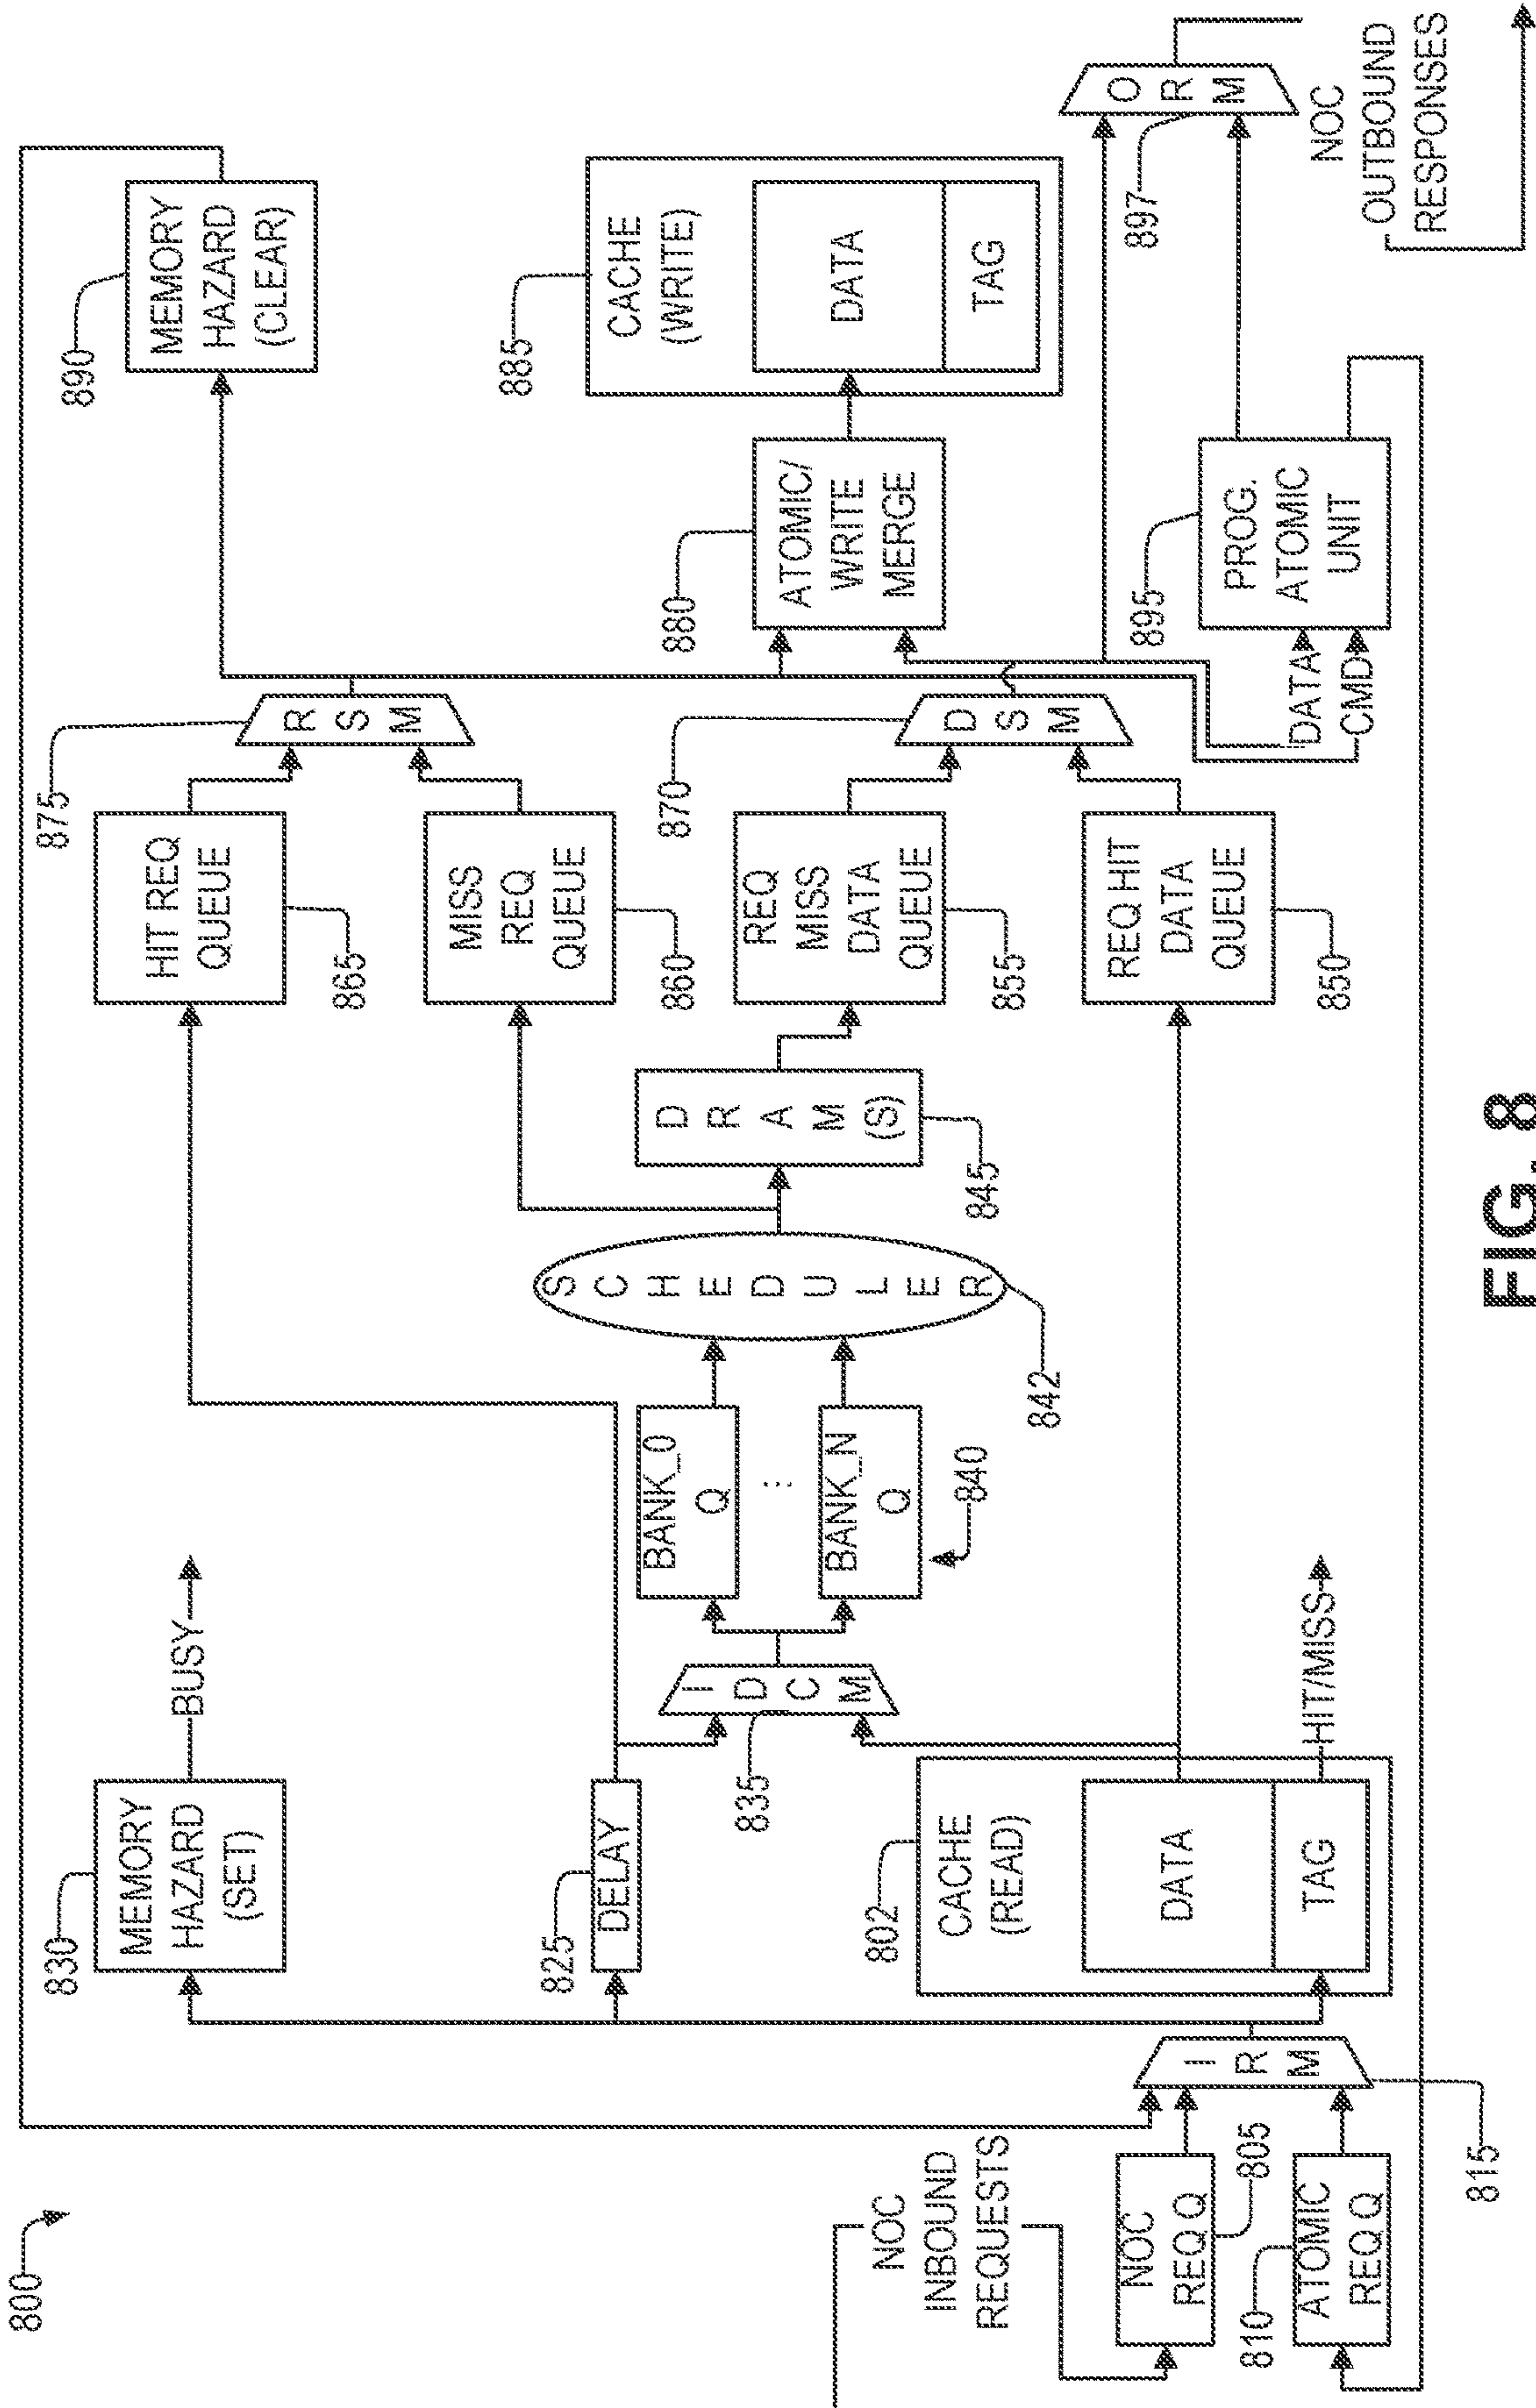 800
890
MEMORY
HAZARD
(CLEAR)
875
HIT REQ
QUEUE
865
R
S
M
830
MEMORY
HAZARD
(SET)
BUSY
885
CACHE
(WRITE)
DATA
TAG
880
ATOMIC/
WRITE
MERGE
MISS
REQ
QUEUE
860
825
DELAY
835
I
D
C
M
BANK_0
Q
:
BANK_N
Q
840
S
C
H
E
D
U
L
E
R
842
D
R
A
M
(S)
845
REQ
MISS
DATA
QUEUE
855
870
D
S
M
REQ HIT
DATA
QUEUE
850
802
CACHE
(READ)
DATA
TAG
HIT/MISS
NOC
INBOUND
REQUESTS
NOC
REQ Q
805
810
ATOMIC
REQ Q
I
R
M
815
DATA
CMD
895
PROG.
ATOMIC
UNIT
O
R
M
897
NOC
OUTBOUND
RESPONSES
FIG. 8